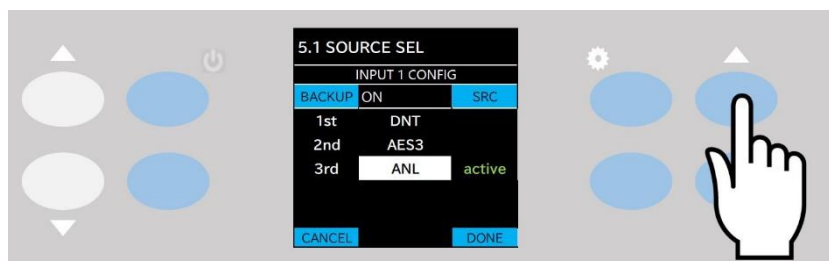 5.1 SOURCE SEL
INPUT 1 CONFIG
BACKUP ON SRC
1st DNT
2nd AES3
3rd ANL active
CANCEL DONE